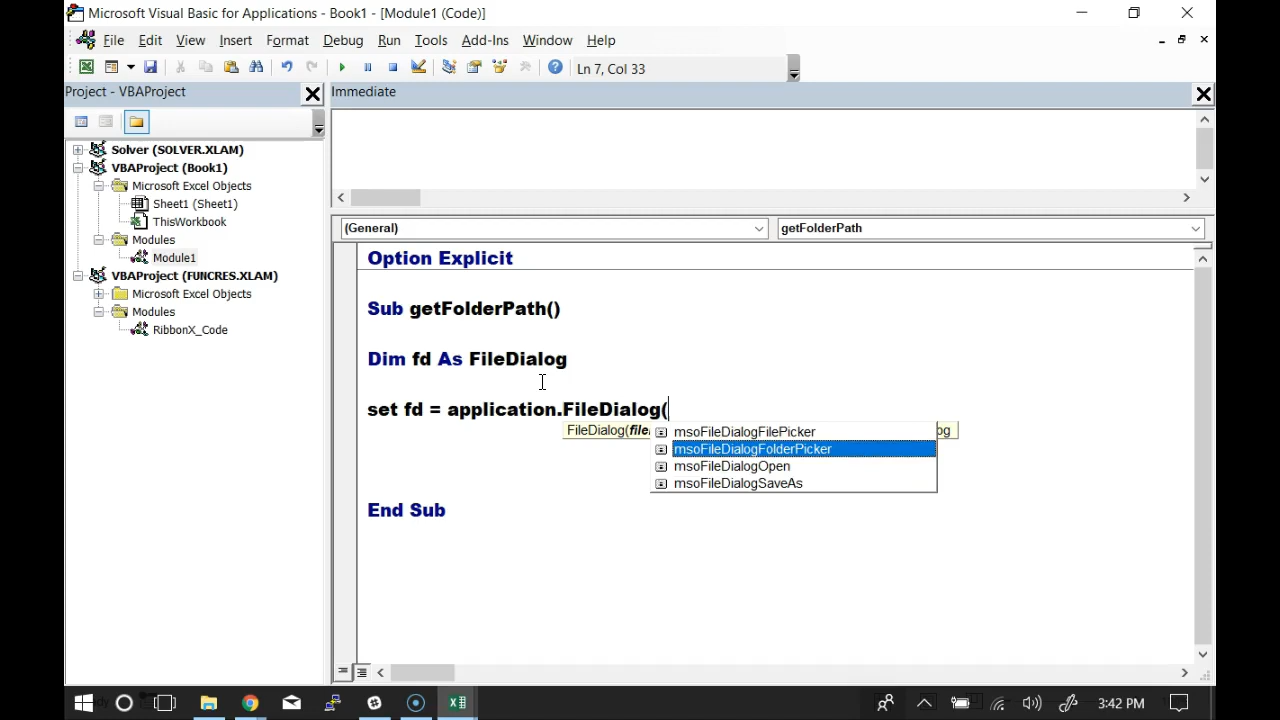 Microsoft Visual Basic for Applications - Book1 - [Module1 (Code)]
File Edit View Insert Format Debug Run Tools Add-Ins Window Help
Ln 7, Col 33
Project - VBAProject
Immediate
Solver (SOLVER.XLAM)
VBAProject (Book1)
Microsoft Excel Objects
Sheet1 (Sheet1)
ThisWorkbook
Modules
Module1
VBAProject (FUNCRES.XLAM)
Microsoft Excel Objects
Modules
RibbonX_Code
(General) getFolderPath
Option Explicit
Sub getFolderPath()
Dim fd As FileDialog
set fd = application.FileDialog(
FileDialog(file og
msoFileDialogFilePicker
msoFileDialogFolderPicker
msoFileDialogOpen
msoFileDialogSaveAs
End Sub
3:42 PM